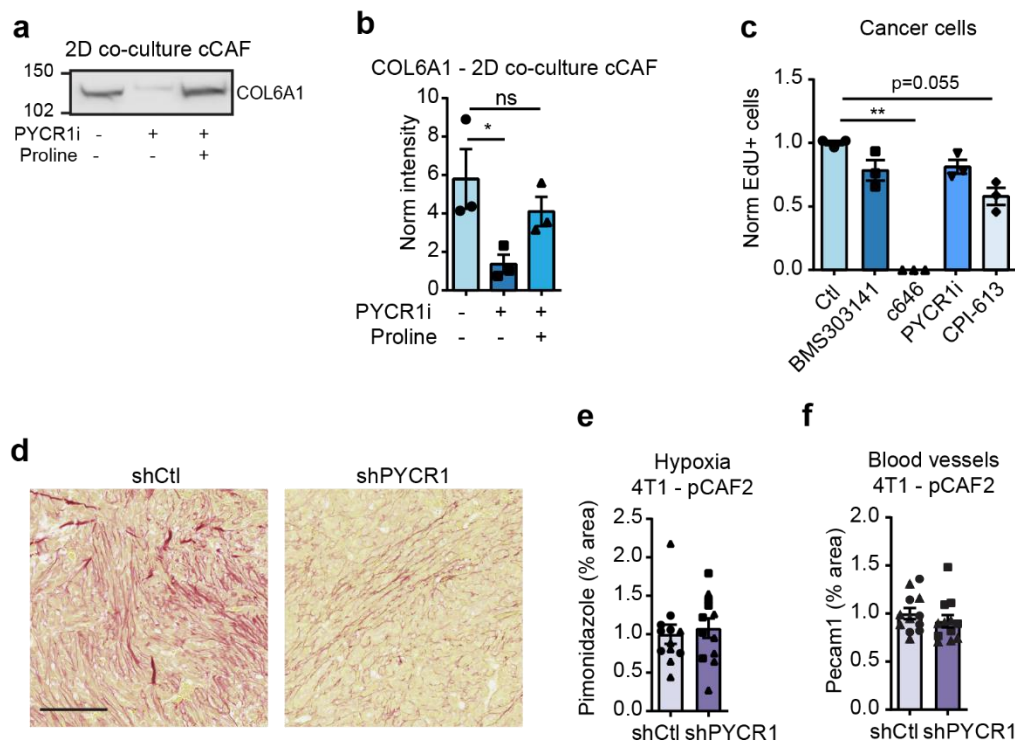 a
2D co-culture cCAF
150
102
COL6A1
PYCR1i - + +
Proline - - +
b
COL6A1 - 2D co-culture cCAF
ns
*
10
8
6
4
2
0
Norm intensity
PYCR1i - + +
Proline - - +
c
Cancer cells
p=0.055
**
1.5
1.0
0.5
0.0
Norm EdU+ cells
Ctl
BMS303141
c646
PYCR1i
CPI-613
d
shCtl
shPYCR1
e
Hypoxia
4T1 - pCAF2
2.5
2.0
1.5
1.0
0.5
0.0
Pimonidazole (% area)
shCtl shPYCR1
f
Blood vessels
4T1 - pCAF2
2.0
1.5
1.0
0.5
0.0
Pecam1 (% area)
shCtl shPYCR1